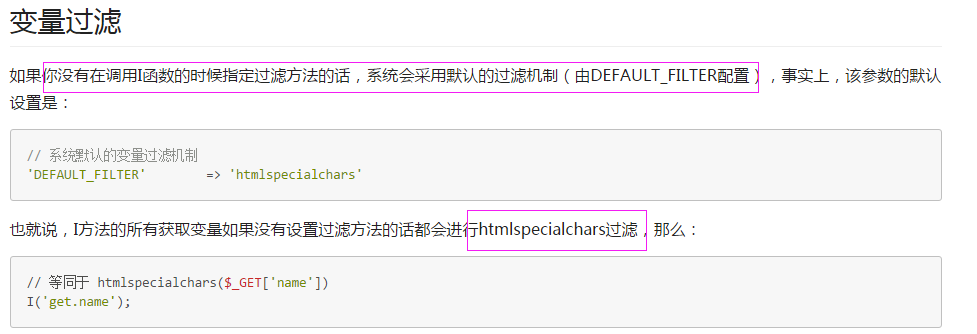 变量过滤
如果你没有在调用I函数的时候指定过滤方法的话，系统会采用默认的过滤机制（由DEFAULT_FILTER配置），事实上，该参数的默认
设置是：
// 系统默认的变量过滤机制
'DEFAULT_FILTER'        => 'htmlspecialchars'
也就说，I方法的所有获取变量如果没有设置过滤方法的话都会进行htmlspecialchars过滤，那么：
// 等同于 htmlspecialchars($_GET['name'])
I('get.name');